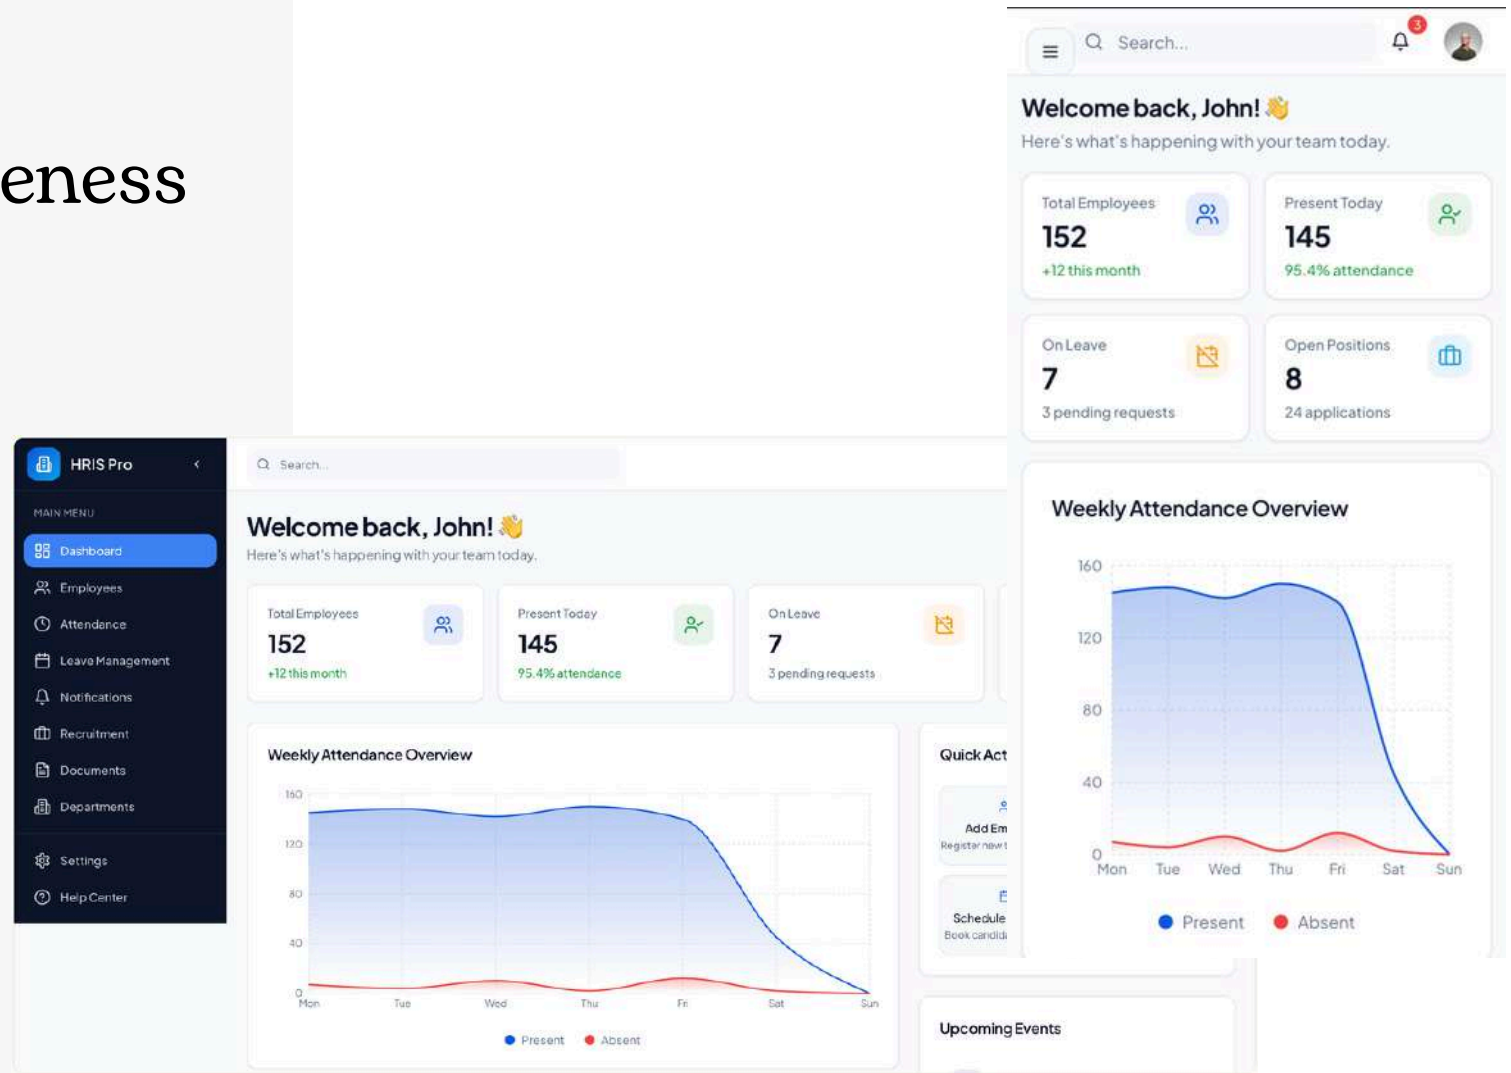 eness
HRIS Pro
MAIN MENU
Dashboard
Employees
Attendance
Leave Management
Notifications
Recruitment
Documents
Departments
Settings
Help Center
Search...
Welcome back, John! 👋
Here's what's happening with your team today.
Total Employees
152
+12 this month
Present Today
145
95.4% attendance
On Leave
7
3 pending requests
Weekly Attendance Overview
160
120
80
40
0
Mon Tue Wed Thu Fri Sat Sun
Present Absent
Quick Act
Add Em
Register new t
Schedule
Book candida
Upcoming Events
Search...
3
Welcome back, John! 👋
Here's what's happening with your team today.
Total Employees
152
+12 this month
Present Today
145
95.4% attendance
On Leave
7
3 pending requests
Open Positions
8
24 applications
Weekly Attendance Overview
160
120
80
40
0
Mon Tue Wed Thu Fri Sat Sun
Present Absent